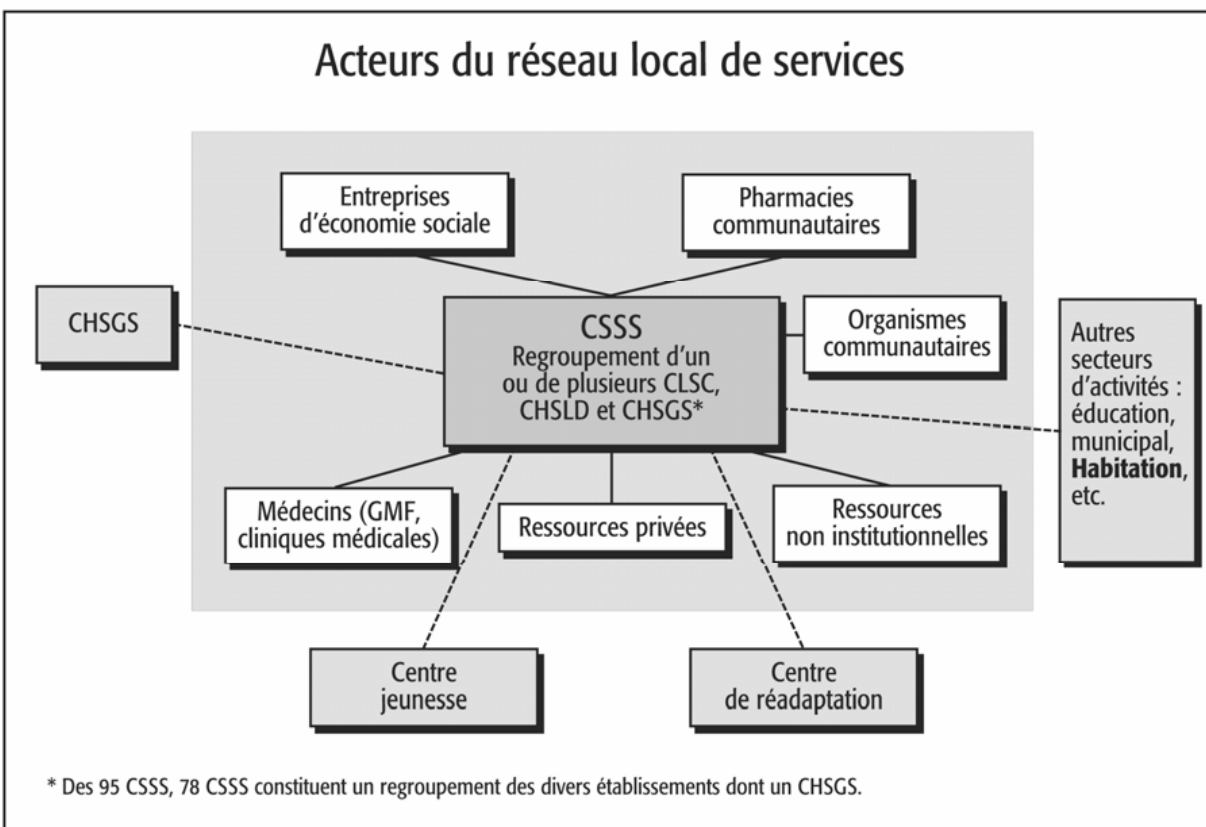 Acteurs du réseau local de services
Entreprises
d'économie sociale
Pharmacies
communautaires
CHSGS
CSSS
Regroupement d'un
ou de plusieurs CLSC,
CHSLD et CHSGS*
Organismes
communautaires
Autres
secteurs
d'activités :
éducation,
municipal,
Habitation,
etc.
Médecins (GMF,
cliniques médicales)
Ressources privées
Ressources
non institutionnelles
Centre
jeunesse
Centre
de réadaptation
* Des 95 CSSS, 78 CSSS constituent un regroupement des divers établissements dont un CHSGS.